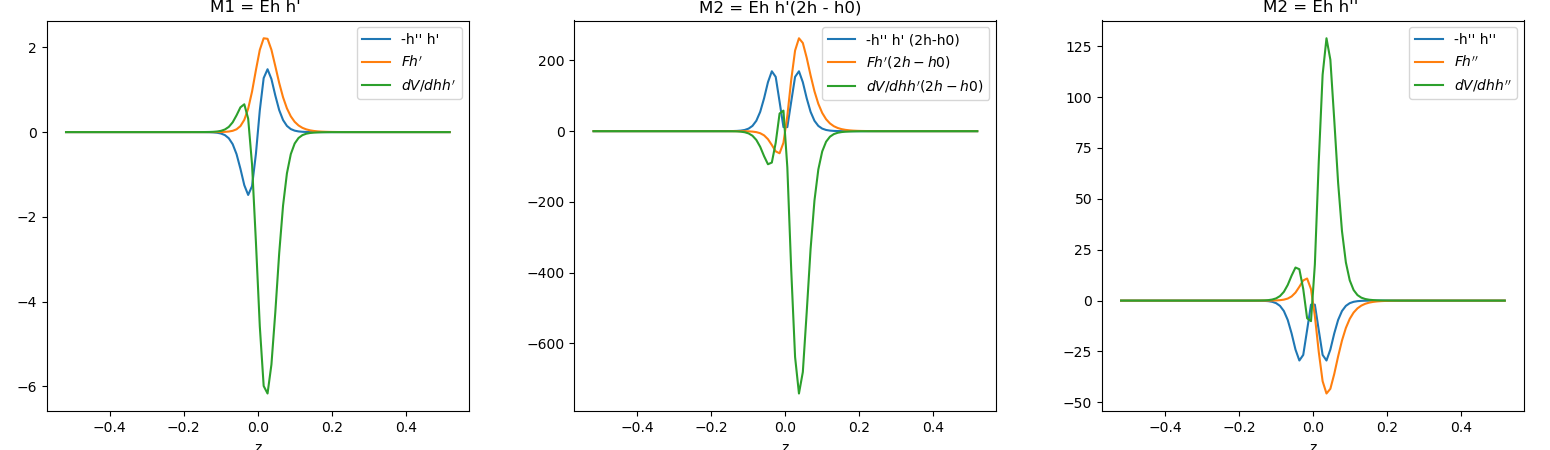 M1 = Eh h'
-h'' h'
Fh'
dV/dhh'
2
0
−2
−4
−6
−0.4 −0.2 0.0 0.2 0.4
z
M2 = Eh h'(2h - h0)
-h'' h' (2h-h0)
Fh'(2h − h0)
dV/dhh'(2h − h0)
200
0
−200
−400
−600
−0.4 −0.2 0.0 0.2 0.4
z
M2 = Eh h''
-h'' h''
Fh''
dV/dhh''
125
100
75
50
25
0
−25
−50
−0.4 −0.2 0.0 0.2 0.4
z